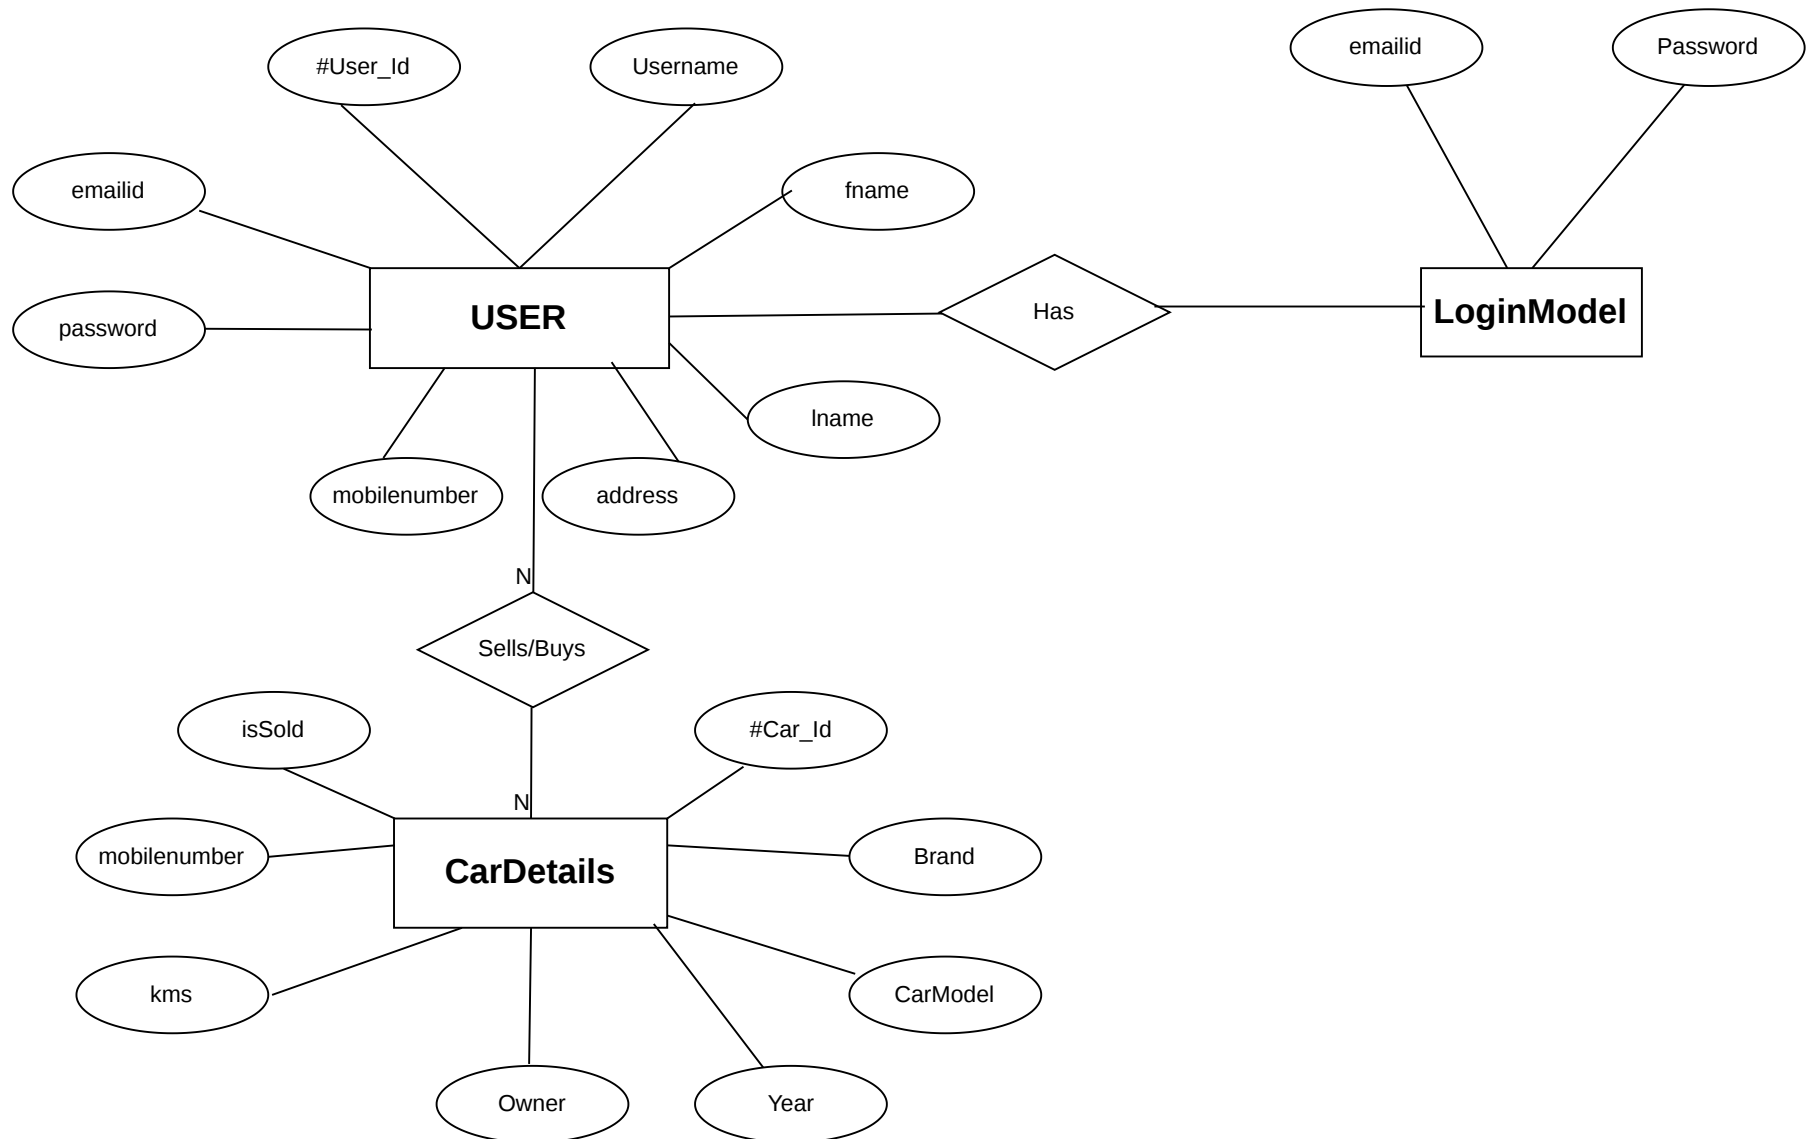 emailid
Password
#User_Id
Username
emailid
fname
USER
Has
LoginModel
password
lname
mobilenumber
address
N
Sells/Buys
isSold
#Car_Id
N
mobilenumber
CarDetails
Brand
kms
CarModel
Owner
Year